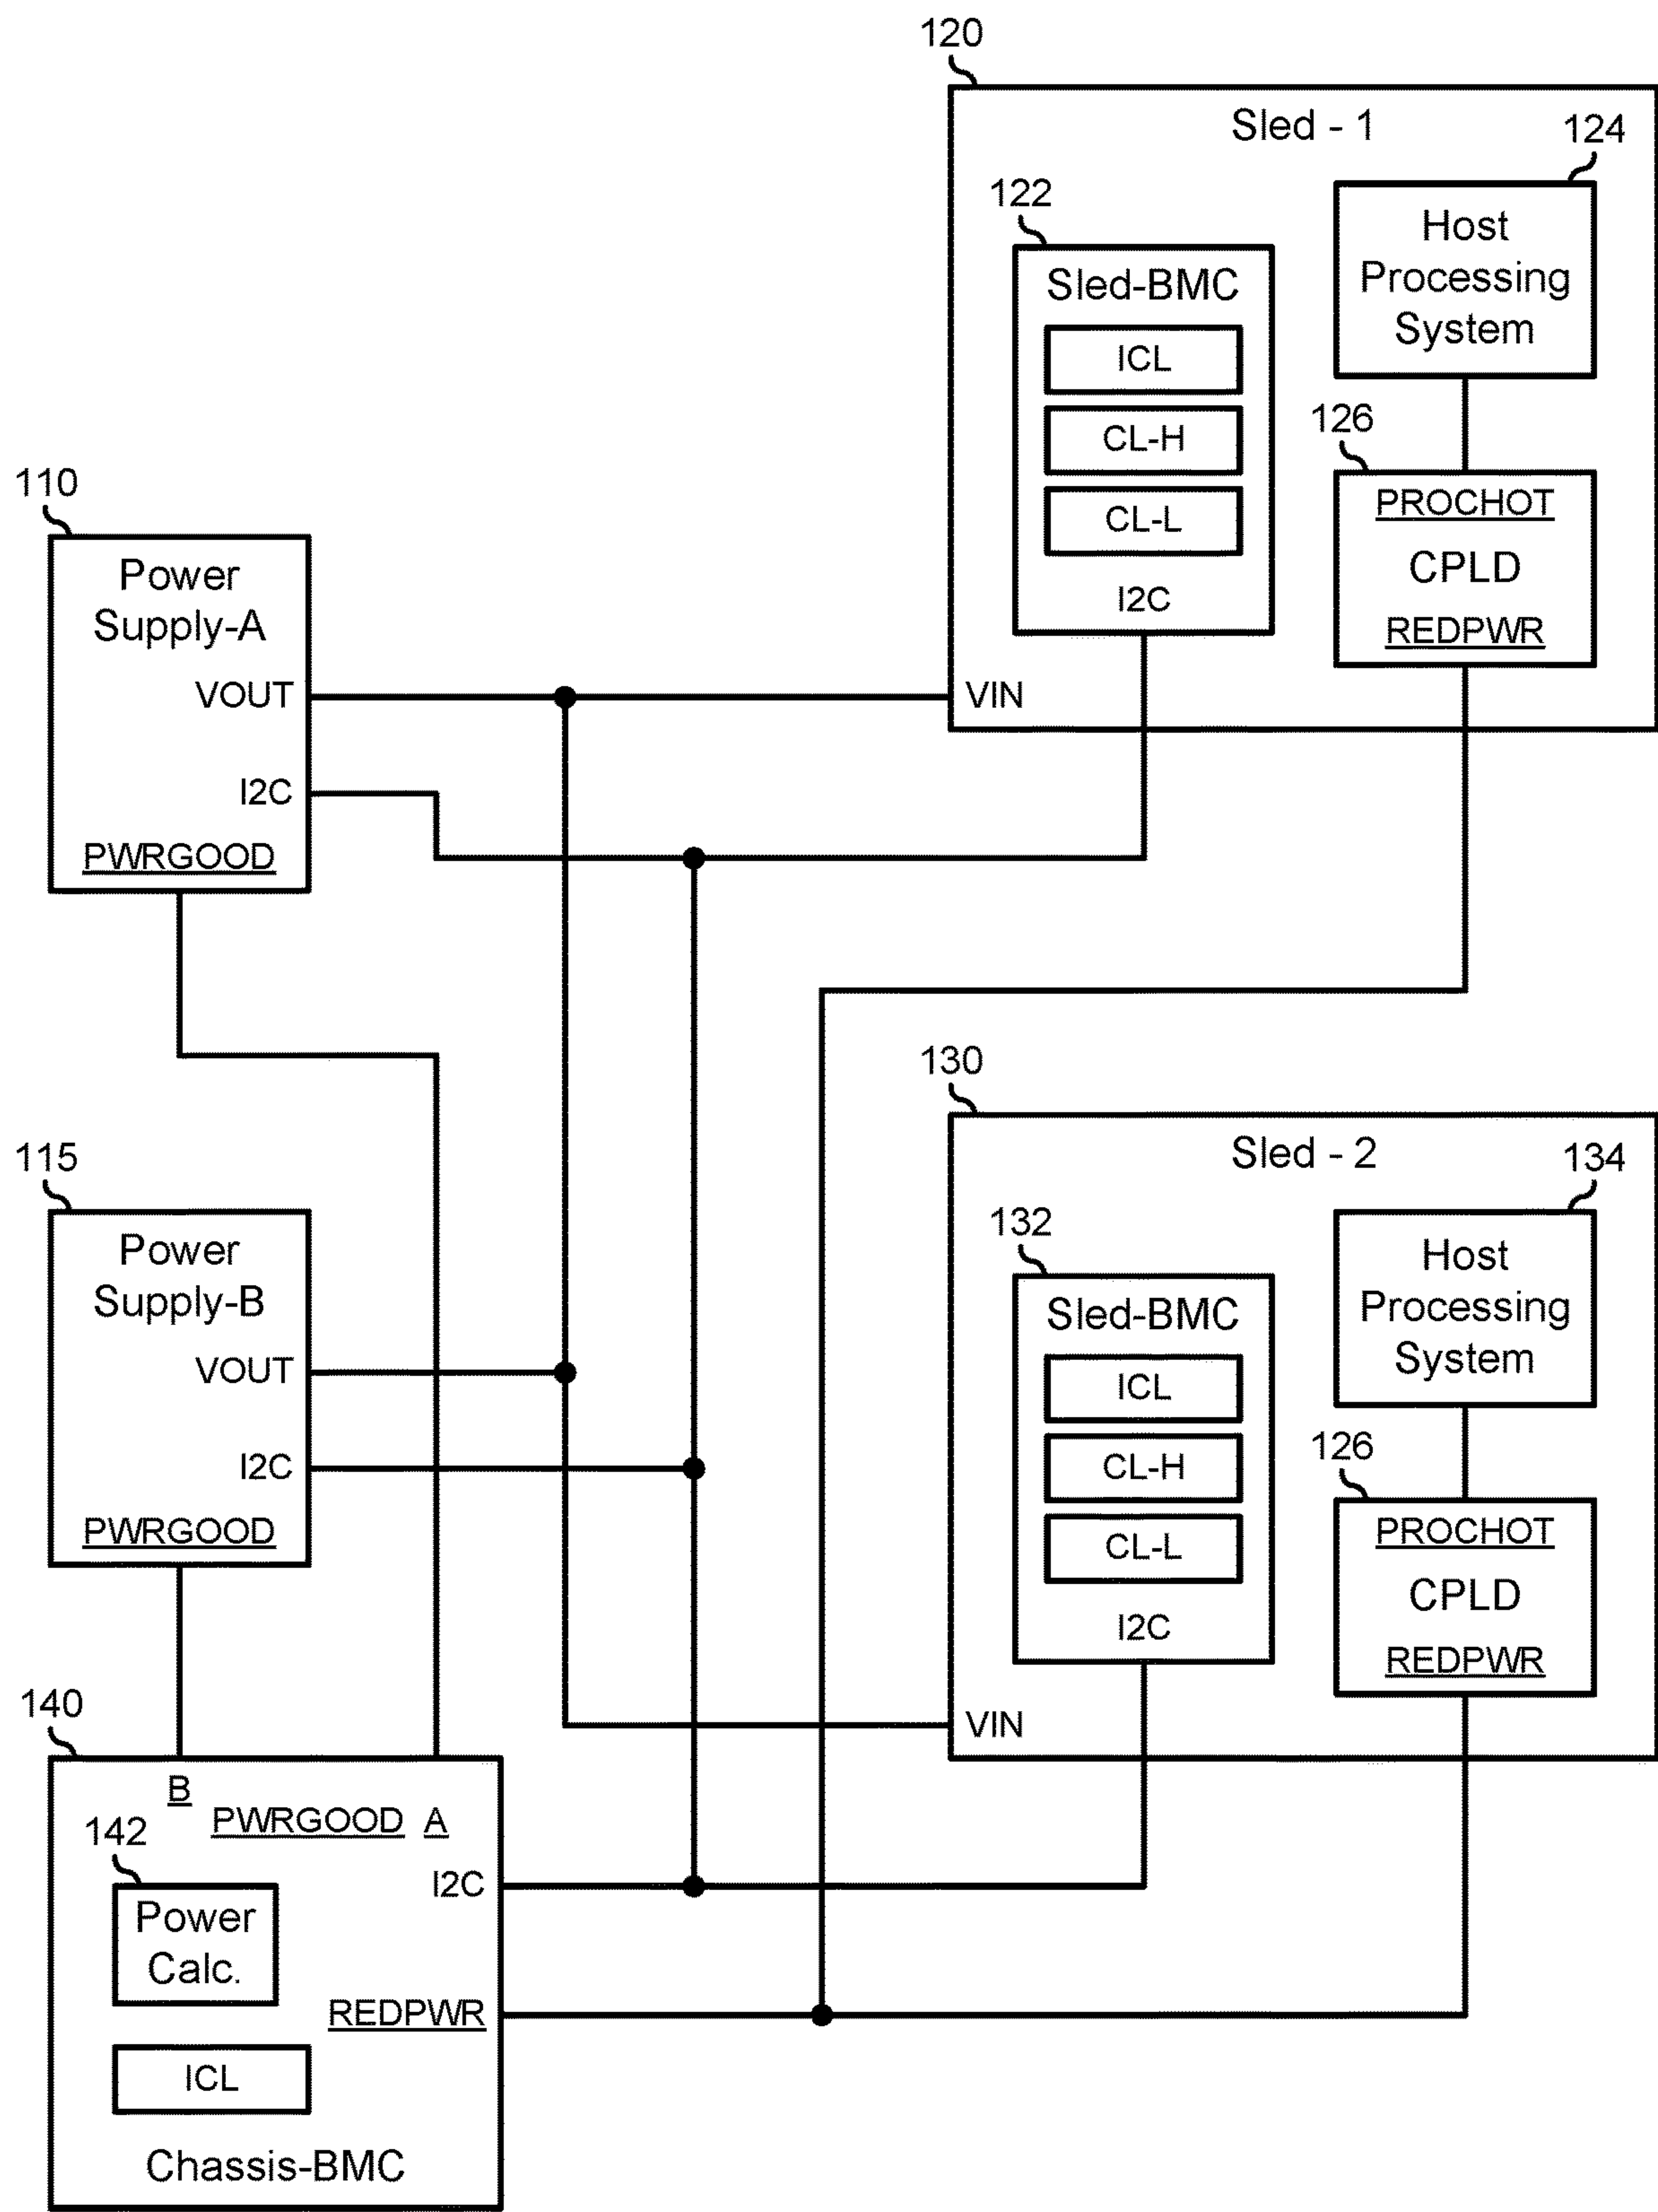 120
Sled - 1
124
Host
Processing
System
122
Sled-BMC
ICL
CL-H
CL-L
I2C
126
PROCHOT
CPLD
REDPWR
VIN
110
Power
Supply-A
VOUT
I2C
PWRGOOD
130
Sled - 2
134
Host
Processing
System
132
Sled-BMC
ICL
CL-H
CL-L
I2C
126
PROCHOT
CPLD
REDPWR
VIN
115
Power
Supply-B
VOUT
I2C
PWRGOOD
140
B
PWRGOOD A
142
Power
Calc.
I2C
REDPWR
ICL
Chassis-BMC